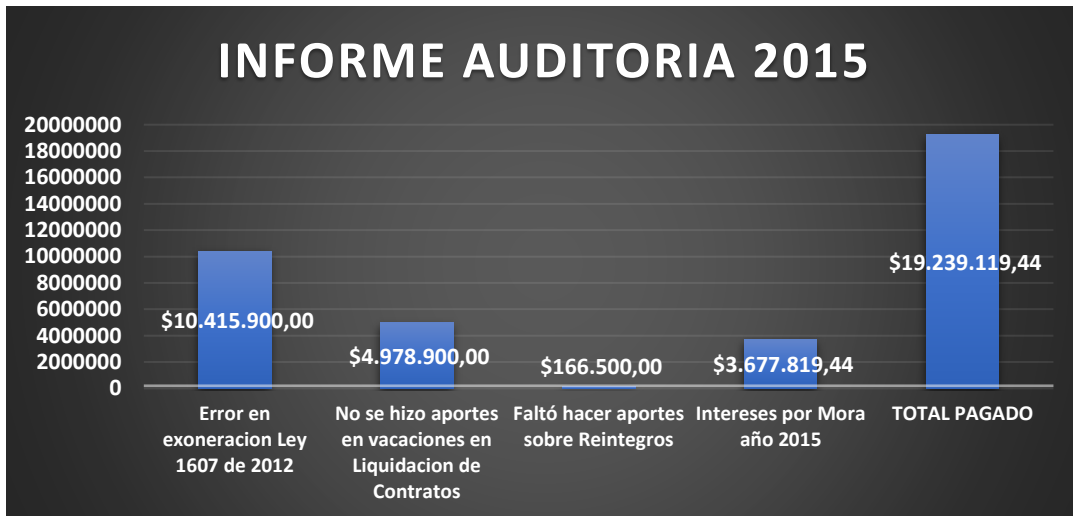 INFORME AUDITORIA 2015
20000000
18000000
16000000
14000000
12000000
10000000
8000000
6000000
4000000
2000000
0
$10.415.900,00
$4.978.900,00
$166.500,00
$3.677.819,44
$19.239.119,44
Error en
exoneracion Ley
1607 de 2012
No se hizo aportes
en vacaciones en
Liquidacion de
Contratos
Faltó hacer aportes
sobre Reintegros
Intereses por Mora
año 2015
TOTAL PAGADO